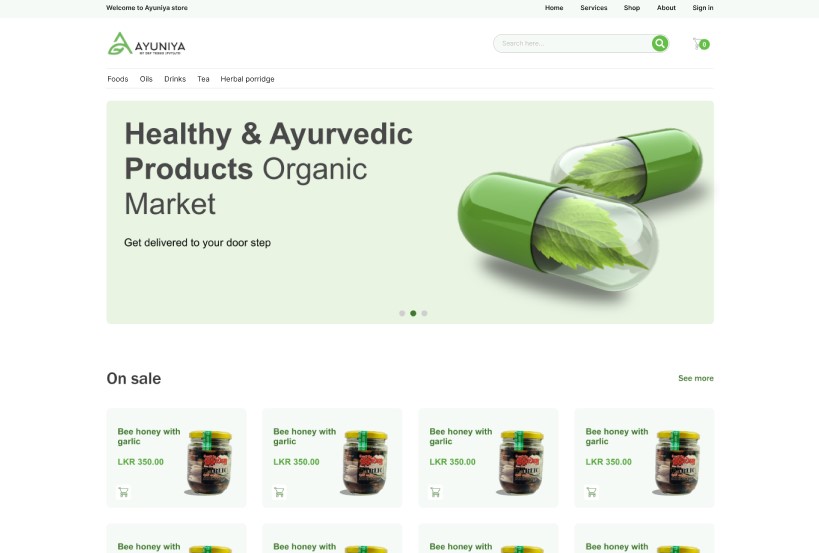 Welcome to Ayuniya store
Home Services Shop About Sign in
AYUNIYA
Search here...
0
Foods Oils Drinks Tea Herbal porridge
Healthy & Ayurvedic
Products Organic
Market
Get delivered to your door step
On sale
See more
Bee honey with
garlic
LKR 350.00
Bee honey with
garlic
LKR 350.00
Bee honey with
garlic
LKR 350.00
Bee honey with
garlic
LKR 350.00
Bee honey with
Bee honey with
Bee honey with
Bee honey with